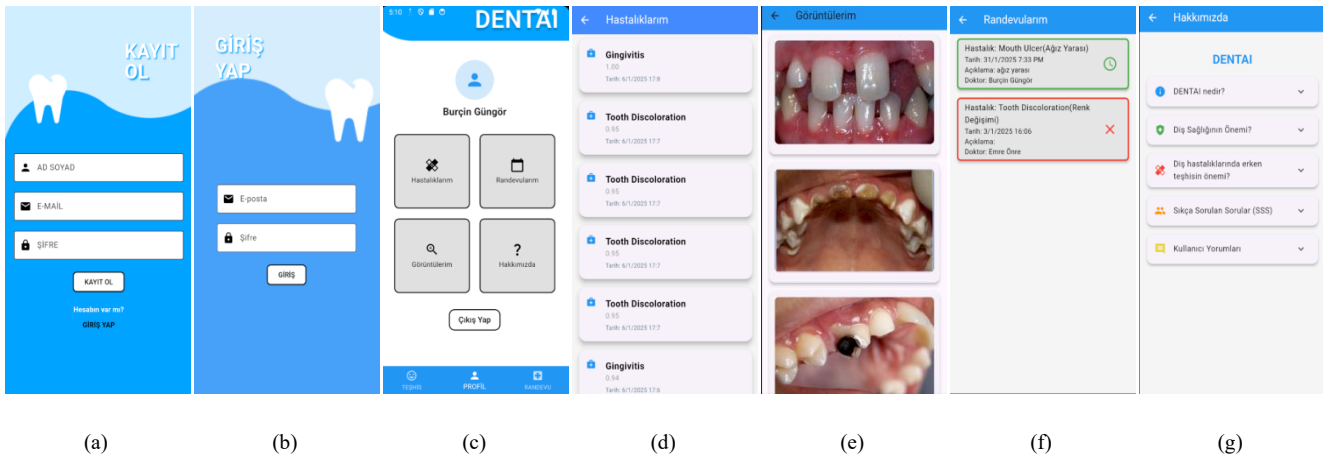 KAYIT
OL
AD SOYAD
E-MAİL
ŞİFRE
KAYIT OL
Hesabın var mı?
GİRİŞ YAP
GİRİŞ
YAP
E-posta
Şifre
GİRİŞ
5:10
DENTAI
Burçin Güngör
Hastalıklarım
Randevularım
Görüntülerim
?
Hakkımızda
Çıkış Yap
TEŞHİS
PROFİL
RANDEVU
Hastalıklarım
Gingivitis
1.00
Tarih: 6/1/2025 17:8
Tooth Discoloration
0.95
Tarih: 6/1/2025 17:7
Tooth Discoloration
0.95
Tarih: 6/1/2025 17:7
Tooth Discoloration
0.95
Tarih: 6/1/2025 17:7
Tooth Discoloration
0.95
Tarih: 6/1/2025 17:7
Gingivitis
0.94
Tarih: 6/1/2025 17:6
Görüntülerim
Randevularım
Hastalık: Mouth Ulcer(Ağız Yarası)
Tarih: 31/1/2025 7:33 PM
Açıklama: ağız yarası
Doktor: Burçin Güngör
Hastalık: Tooth Discoloration(Renk
Değişimi)
Tarih: 3/1/2025 16:06
Açıklama:
Doktor: Emre Önre
Hakkımızda
DENTAI
DENTAI nedir?
Diş Sağlığının Önemi?
Diş hastalıklarında erken
teşhisin önemi?
Sıkça Sorulan Sorular (SSS)
Kullanıcı Yorumları
(a)
(b)
(c)
(d)
(e)
(f)
(g)